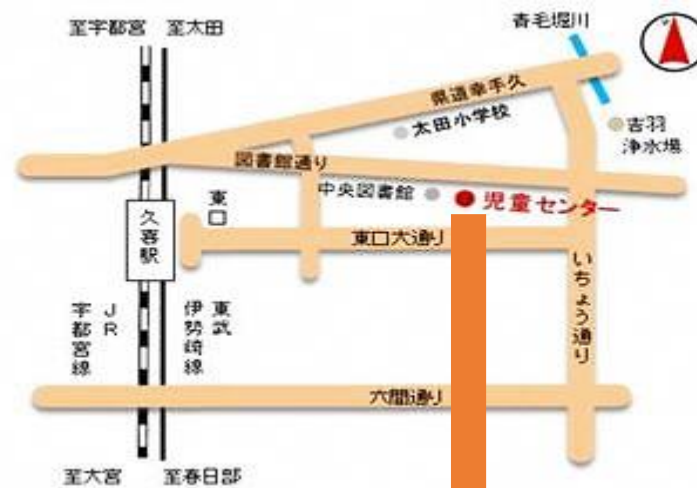 至宇都宮
至太田
青毛堀川
県道幸手久
太田小学校
吉羽
浄水場
図書館通り
中央図書館
児童センター
東口
久喜駅
東口大通り
いちょう通り
JR
宇都宮線
東武
伊勢崎線
六間通り
至大宮
至春日部